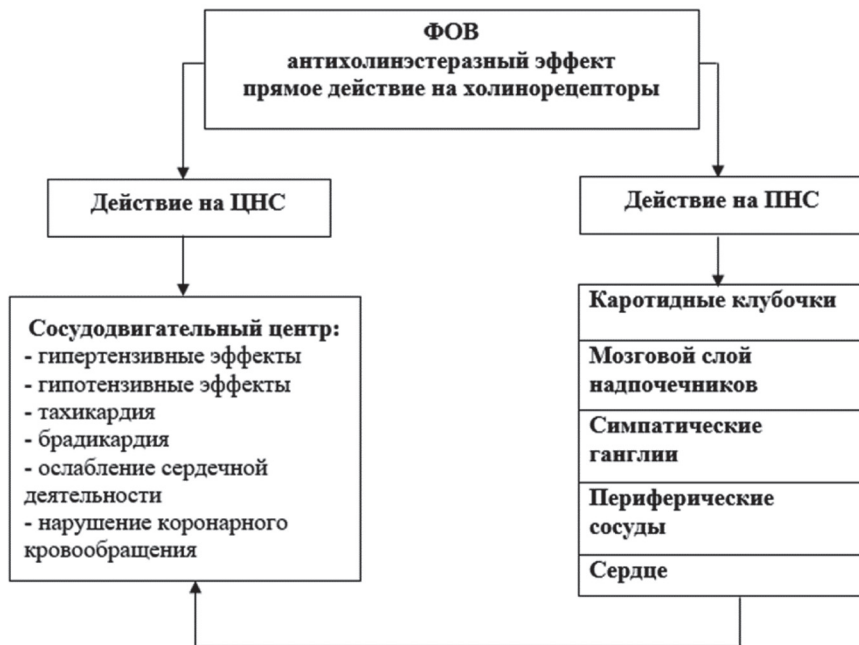 ФОВ
антихолинэстеразный эффект
прямое действие на холинорецепторы
Действие на ЦНС
Действие на ПНС
Сосудодвигательный центр:
- гипертензивные эффекты
- гипотензивные эффекты
- тахикардия
- брадикардия
- ослабление сердечной
деятельности
- нарушение коронарного
кровообращения
Каротидные клубочки
Мозговой слой
надпочечников
Симпатические
ганглии
Периферические
сосуды
Сердце